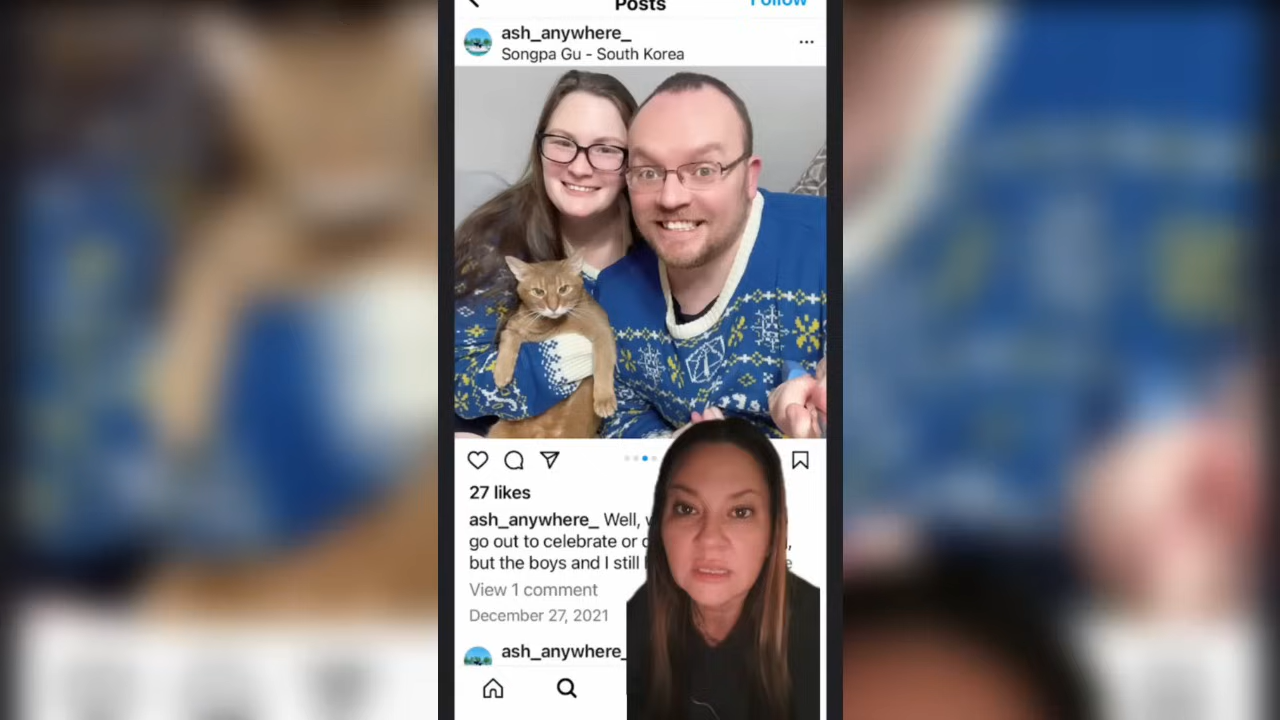 Posts
Follow
ash_anywhere_
Songpa Gu - South Korea
27 likes
ash_anywhere_ Well,
go out to celebrate or
but the boys and I still
View 1 comment
December 27, 2021
ash_anywhere_